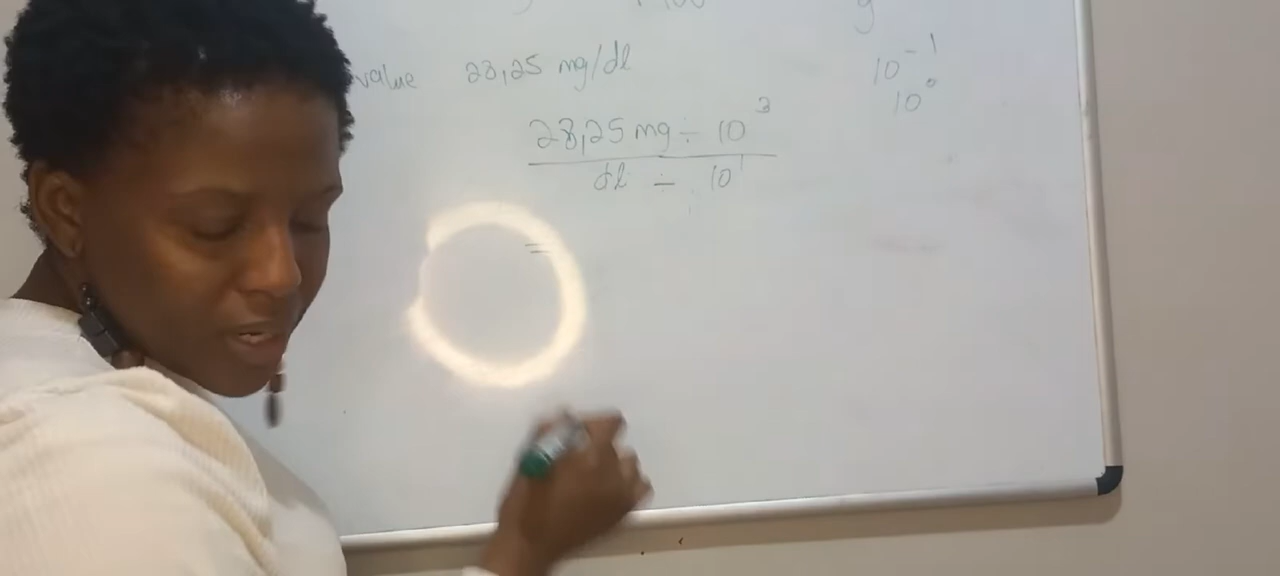 value 28,25 mg/dl
10⁻¹
10⁰
28,25 mg ÷ 10³
dl ÷ 10¹
=